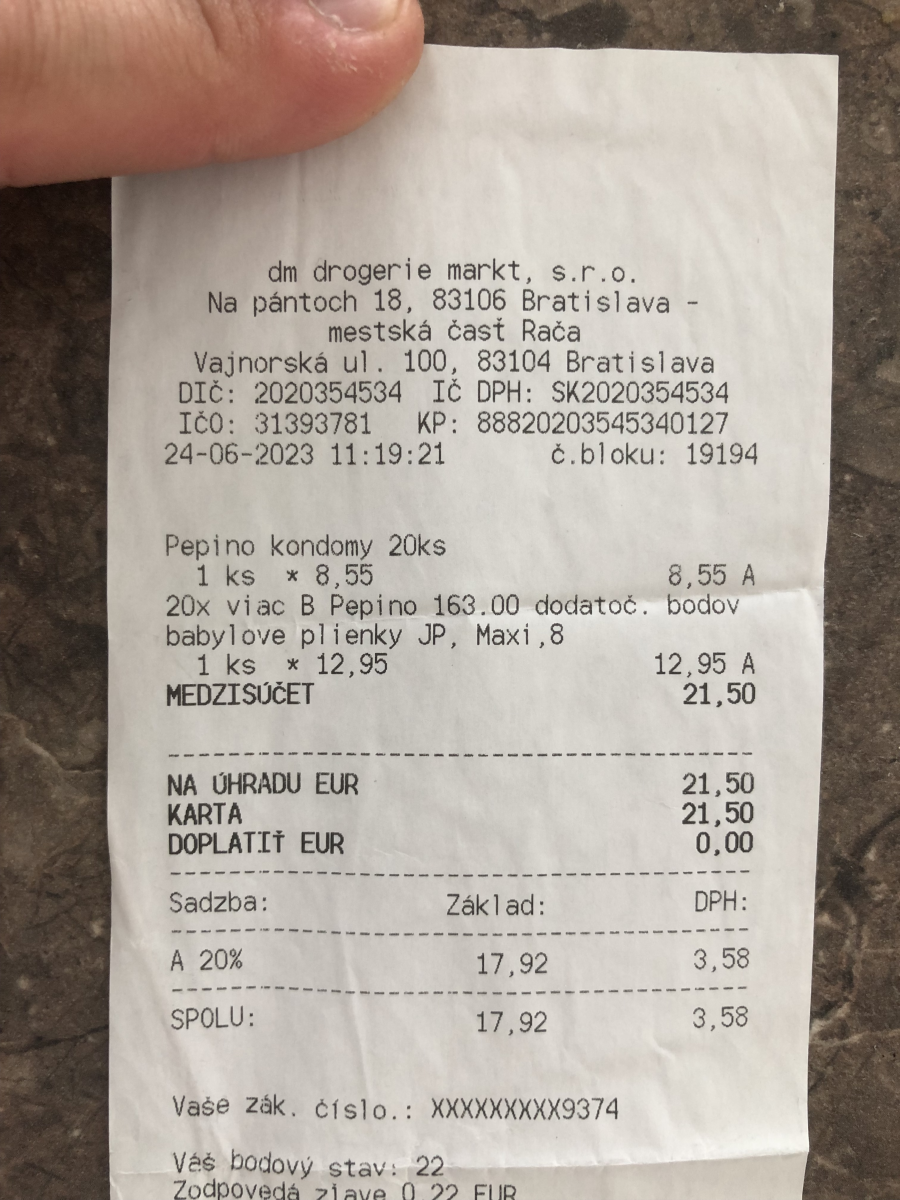 dm drogerie markt, s.r.o.
Na pántoch 18, 83106 Bratislava -
mestská časť Rača
Vajnorská ul. 100, 83104 Bratislava
DIČ: 2020354534 IČ DPH: SK2020354534
IČO: 31393781 KP: 88820203545340127
24-06-2023 11:19:21 č.bloku: 19194
Pepino kondomy 20ks
1 ks * 8,55 8,55 A
20x viac B Pepino 163.00 dodatoč. bodov
babylove plienky JP, Maxi,8
1 ks * 12,95 12,95 A
MEDZISÚČET 21,50
NA ÚHRADU EUR 21,50
KARTA 21,50
DOPLATIŤ EUR 0,00
Sadzba: Základ: DPH:
A 20% 17,92 3,58
SPOLU: 17,92 3,58
Vaše zák. číslo.: XXXXXXXXX9374
Váš bodový stav: 22
Zodpovedá zlave 0,22 EUR